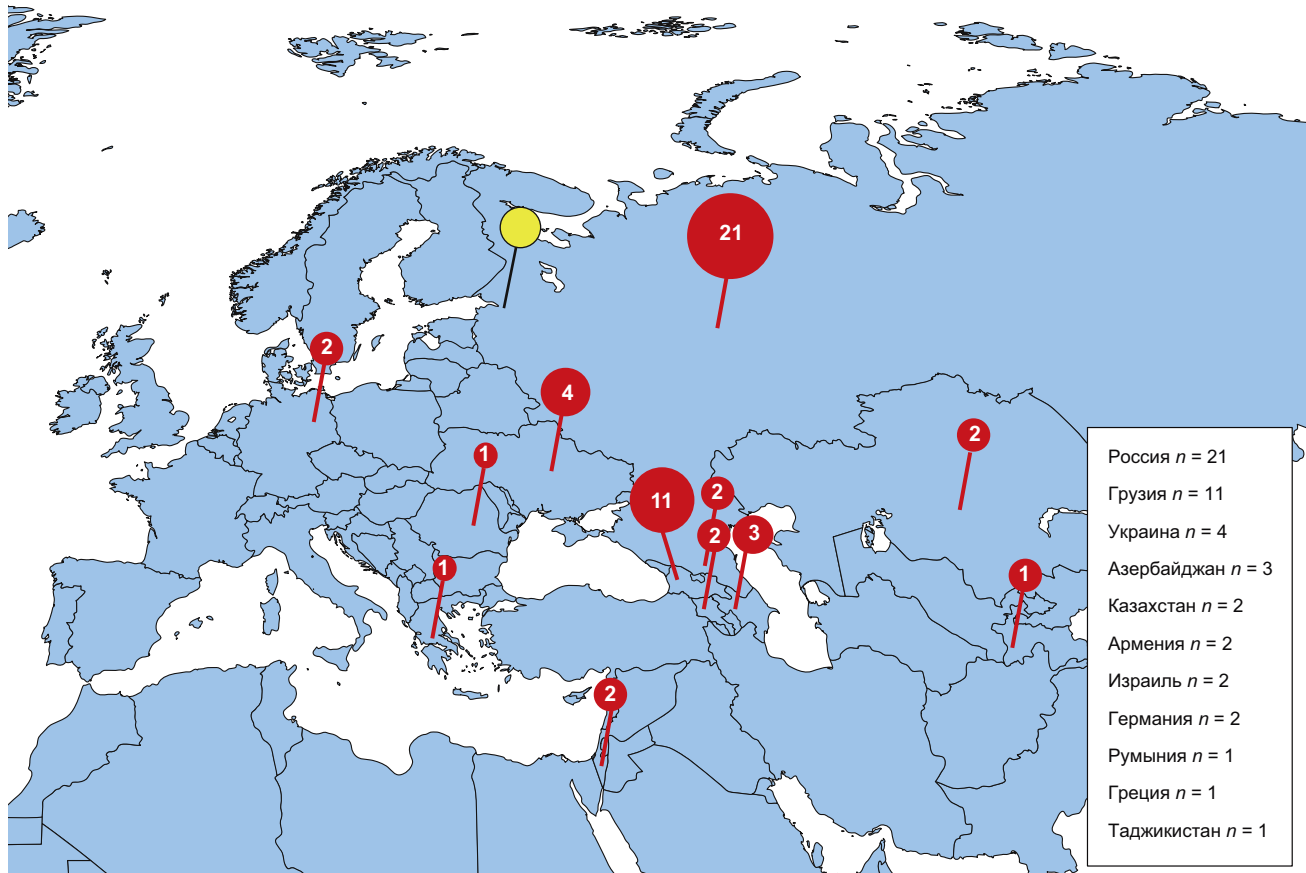 21
2
4
2
1
11
2
2
3
1
1
2
Россия n = 21
Грузия n = 11
Украина n = 4
Азербайджан n = 3
Казахстан n = 2
Армения n = 2
Израиль n = 2
Германия n = 2
Румыния n = 1
Греция n = 1
Таджикистан n = 1